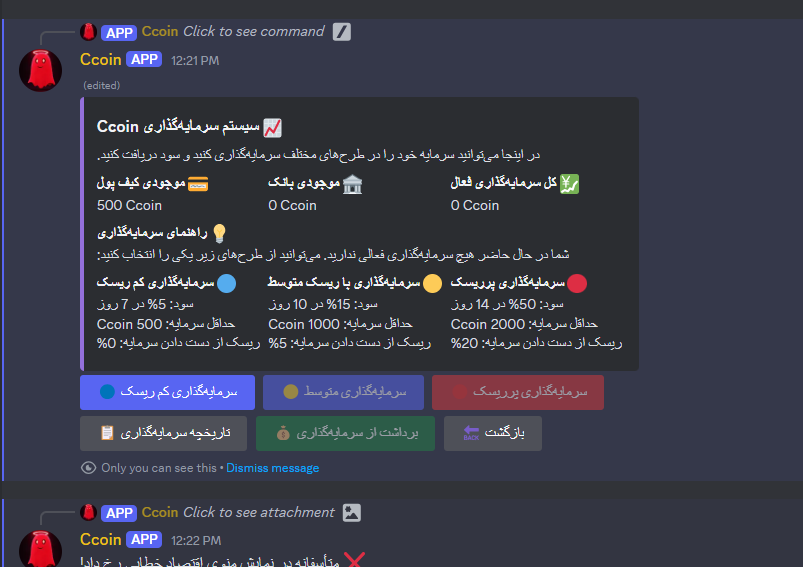 APP Ccoin Click to see command
Ccoin APP 12:21 PM
(edited)
سیستم سرمایه‌گذاری Ccoin
در اینجا می‌توانید سرمایه خود را در طرح‌های مختلف سرمایه‌گذاری کنید و سود دریافت کنید.
موجودی کیف پول
500 Ccoin
موجودی بانک
0 Ccoin
کل سرمایه‌گذاری فعال
0 Ccoin
راهنمای سرمایه‌گذاری
شما در حال حاضر هیچ سرمایه‌گذاری فعالی ندارید. می‌توانید از طرح‌های زیر یکی را انتخاب کنید:
سرمایه‌گذاری کم ریسک
سود: 5% در 7 روز
حداقل سرمایه: 500 Ccoin
ریسک از دست دادن سرمایه: 0%
سرمایه‌گذاری با ریسک متوسط
سود: 15% در 10 روز
حداقل سرمایه: 1000 Ccoin
ریسک از دست دادن سرمایه: 5%
سرمایه‌گذاری پرریسک
سود: 50% در 14 روز
حداقل سرمایه: 2000 Ccoin
ریسک از دست دادن سرمایه: 20%
سرمایه‌گذاری کم ریسک
سرمایه‌گذاری متوسط
سرمایه‌گذاری پرریسک
تاریخچه سرمایه‌گذاری
برداشت از سرمایه‌گذاری
بازگشت
Only you can see this • Dismiss message
APP Ccoin Click to see attachment
Ccoin APP 12:22 PM
متأسفانه در نمایش منوی اقتصاد خطایی رخ داد!